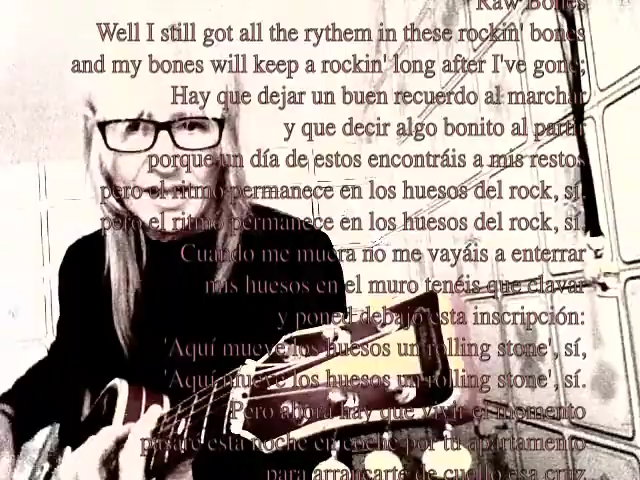 Raw Bones
Well I still got all the rythem in these rockin' bones
and my bones will keep a rockin' long after I've gone;
Hay que dejar un buen recuerdo al marchar
y que decir algo bonito al partir
porque un día de estos encontráis a mis restos
pero el ritmo permanece en los huesos del rock, sí,
pero el ritmo permanece en los huesos del rock, sí.
Cuando me muera no me vayáis a enterrar
mis huesos en el muro tenéis que clavar
y poned debajo esta inscripción:
'Aquí mueve los huesos un rolling stone', sí,
'Aquí mueve los huesos un rolling stone', sí.
Pero ahora hay que vivir el momento
pasaré esta noche en coche por tu apartamento
para arrancarte de cuello esa cruz